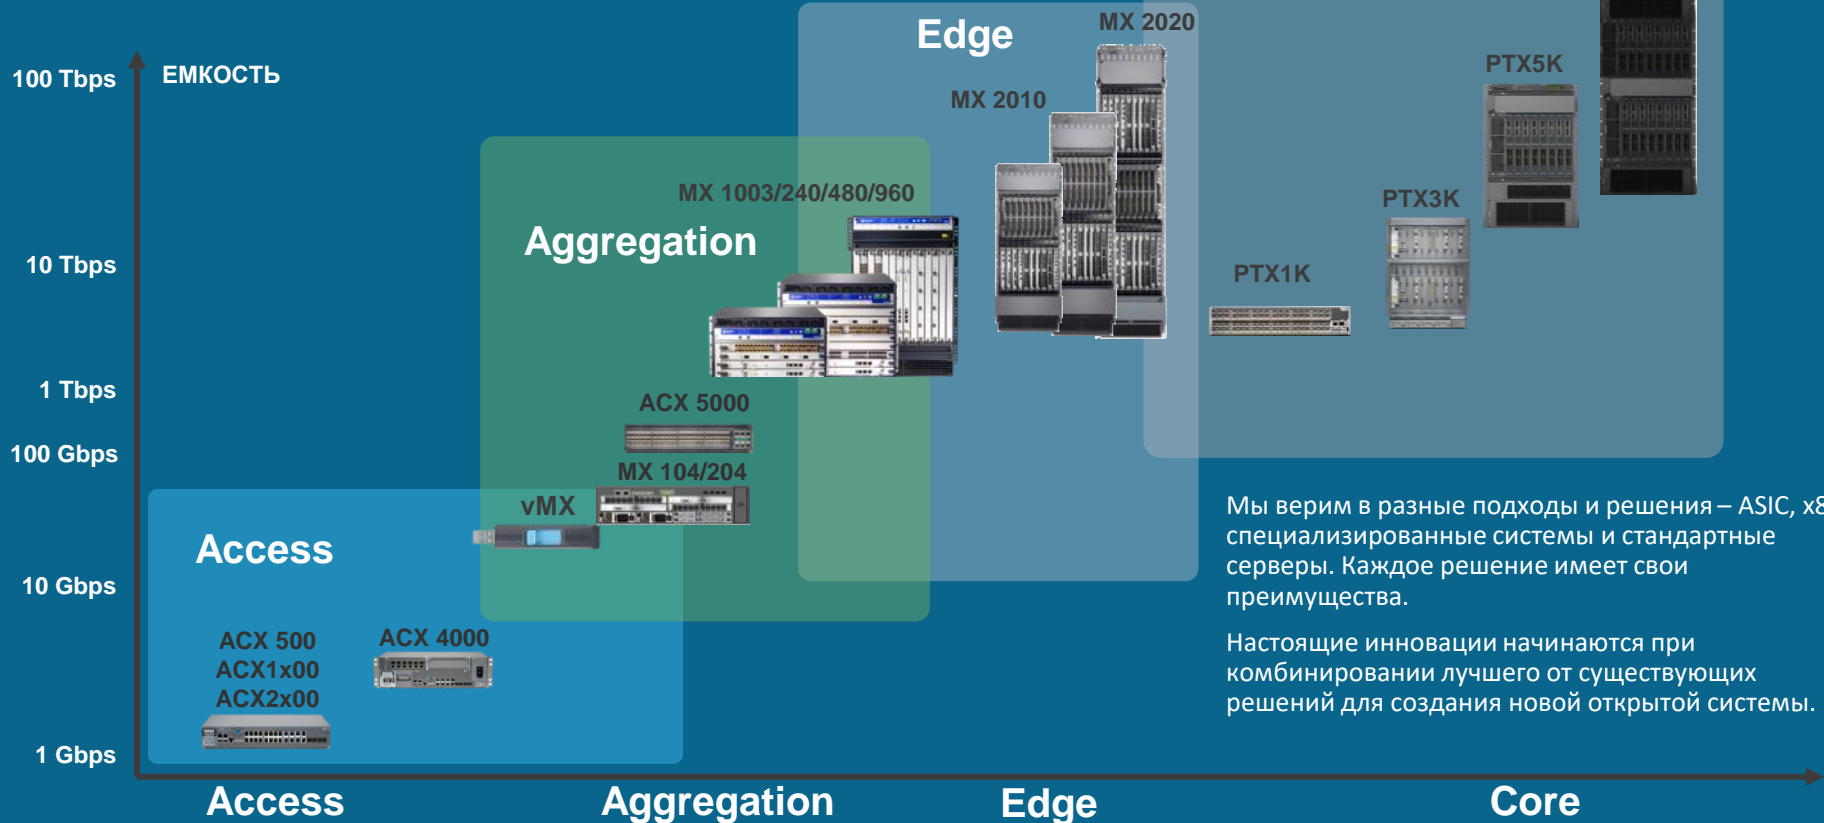 Edge
MX 2020
100 Tbps
ЕМКОСТЬ
PTX5K
MX 2010
MX 1003/240/480/960
PTX3K
Aggregation
10 Tbps
PTX1K
1 Tbps
ACX 5000
100 Gbps
MX 104/204
vMX
Access
10 Gbps
Мы верим в разные подходы и решения – ASIC,
специализированные системы и стандартные
серверы. Каждое решение имеет свои
преимущества.
ACX 500
ACX 4000
ACX1x00
ACX2x00
Настоящие инновации начинаются при
комбинировании лучшего от существующих
решений для создания новой открытой системы.
1 Gbps
Access
Aggregation
Edge
Core